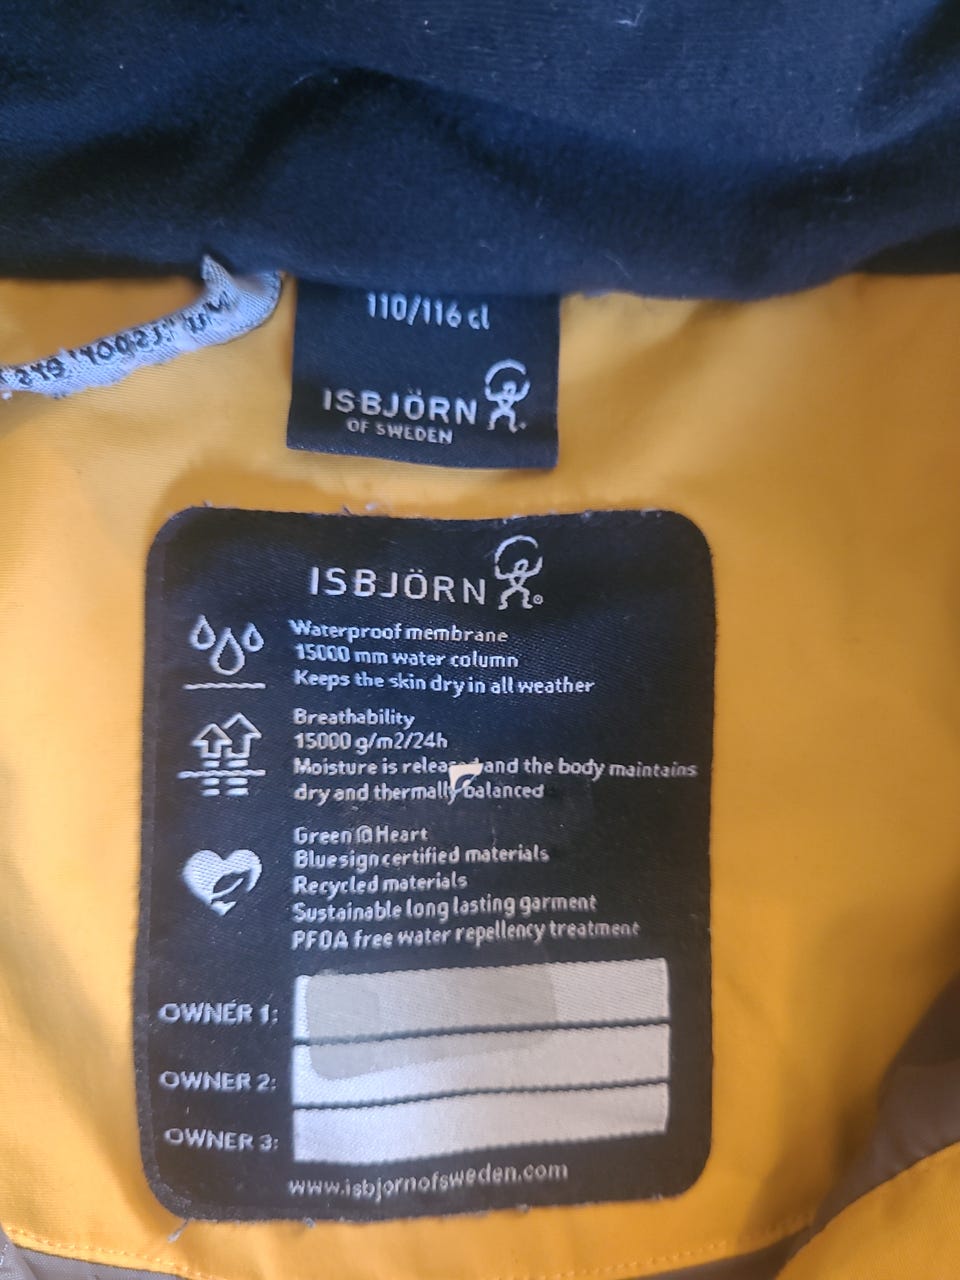 110/116 cl
ISBJÖRN
OF SWEDEN
ISBJÖRN
Waterproof membrane
15000 mm water column
Keeps the skin dry in all weather
Breathability
15000 g/m2/24h
Moisture is released and the body maintains
dry and thermally balanced
Green@Heart
Bluesign certified materials
Recycled materials
Sustainable long lasting garment
PFOA free water repellency treatment
OWNER 1:
OWNER 2:
OWNER 3:
www.isbjornofsweden.com